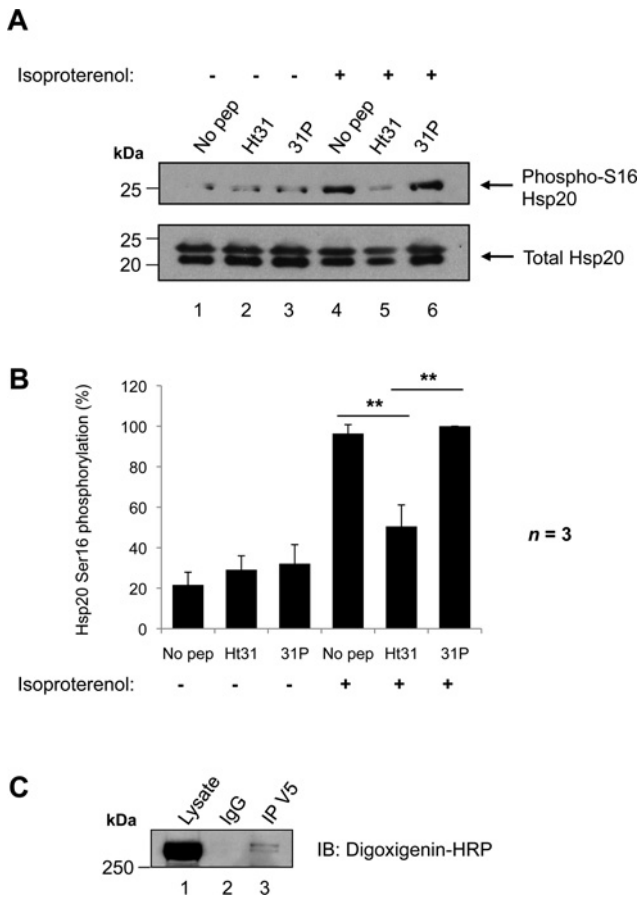 A
Isoproterenol: - - - + + +
No pep Ht31 31P No pep Ht31 31P
kDa
25
Phospho-S16
Hsp20
25
20
Total Hsp20
1 2 3 4 5 6
B
Hsp20 Ser16 phosphorylation (%)
120
100
80
60
40
20
0
** **
n = 3
No pep Ht31 31P No pep Ht31 31P
Isoproterenol: - - - + + +
C
kDa
Lysate IgG IP V5
250
IB: Digoxigenin-HRP
1 2 3